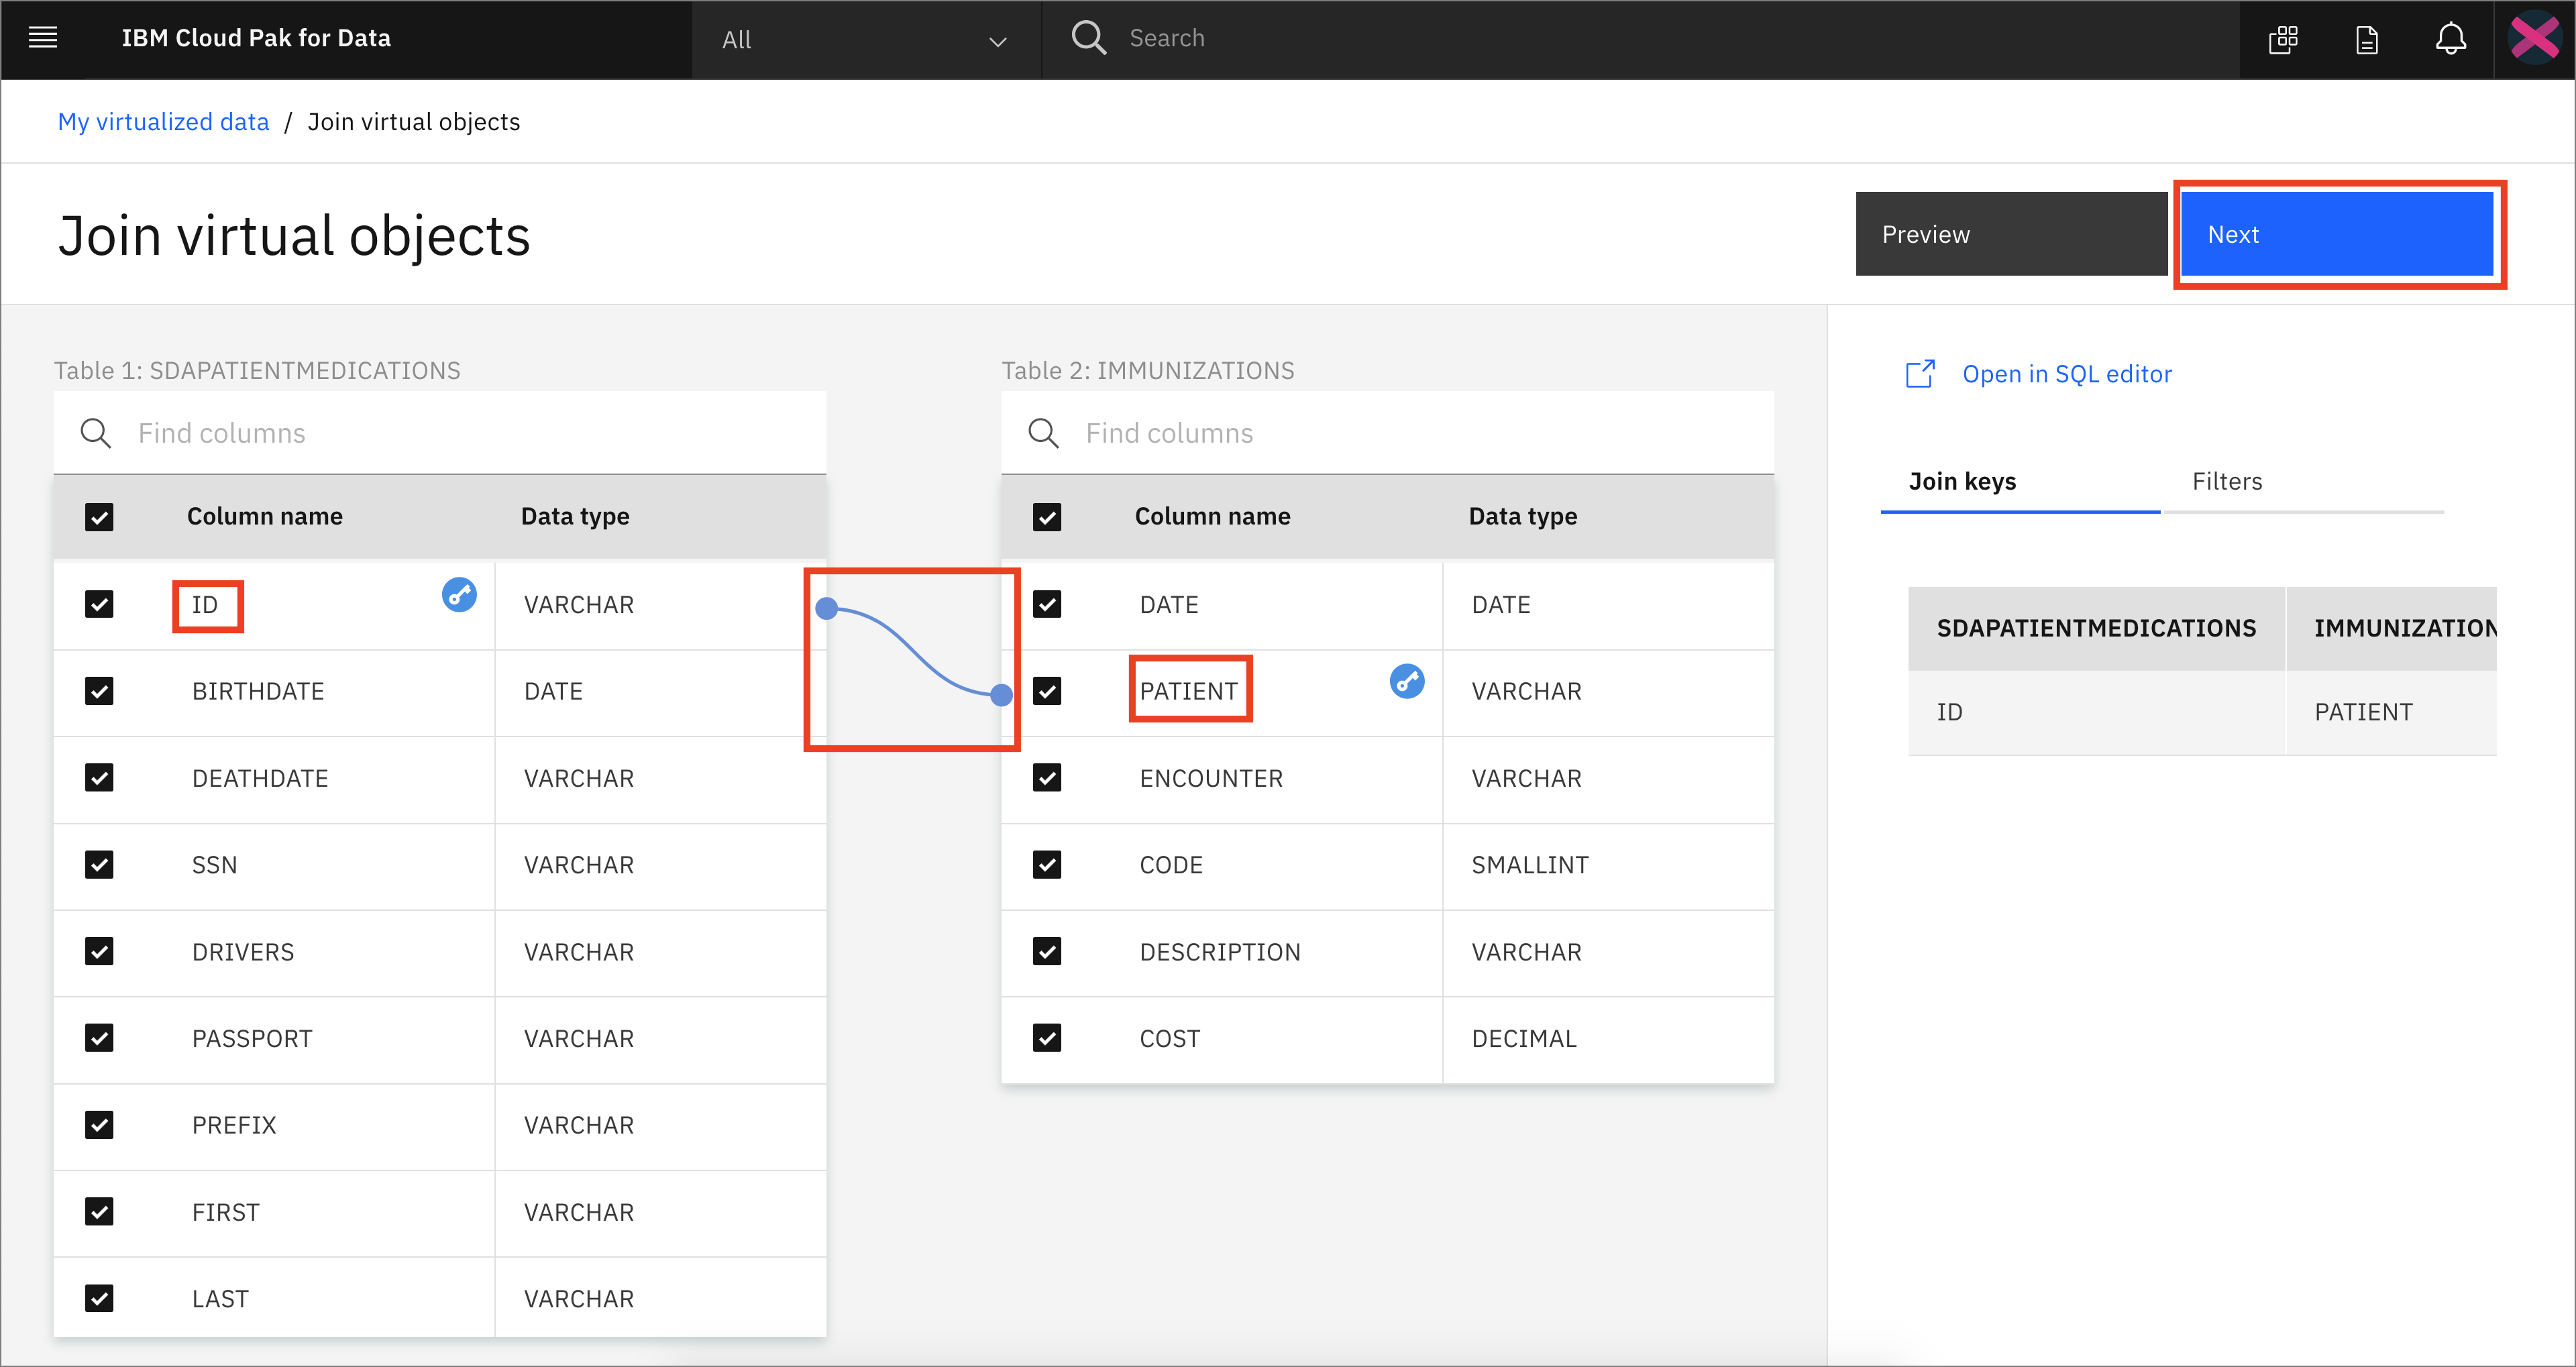 IBM Cloud Pak for Data All Search
My virtualized data / Join virtual objects
Join virtual objects Preview Next
Table 1: SDAPATIENTMEDICATIONS
Find columns
Column name Data type
ID VARCHAR
BIRTHDATE DATE
DEATHDATE VARCHAR
SSN VARCHAR
DRIVERS VARCHAR
PASSPORT VARCHAR
PREFIX VARCHAR
FIRST VARCHAR
LAST VARCHAR
Table 2: IMMUNIZATIONS
Find columns
Column name Data type
DATE DATE
PATIENT VARCHAR
ENCOUNTER VARCHAR
CODE SMALLINT
DESCRIPTION VARCHAR
COST DECIMAL
Open in SQL editor
Join keys Filters
SDAPATIENTMEDICATIONS IMMUNIZATION
ID PATIENT